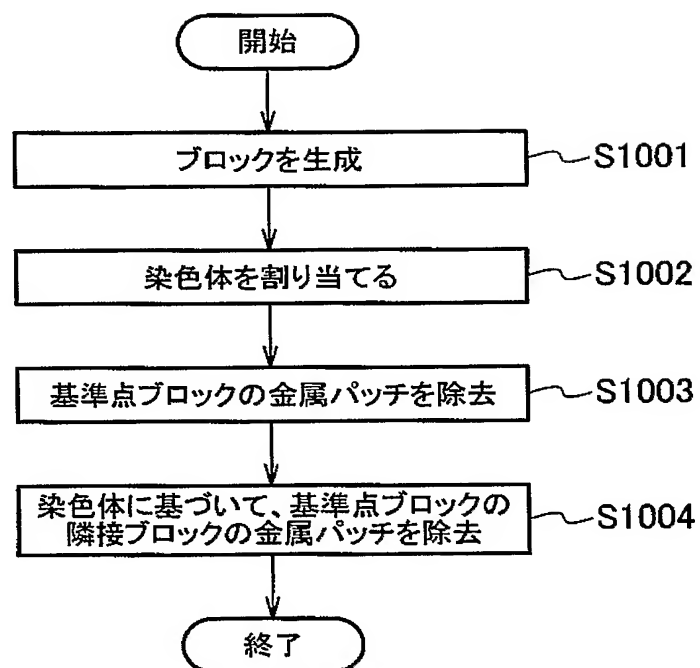 開始
ブロックを生成
S1001
染色体を割り当てる
S1002
基準点ブロックの金属パッチを除去
S1003
染色体に基づいて、基準点ブロックの
隣接ブロックの金属パッチを除去
S1004
終了